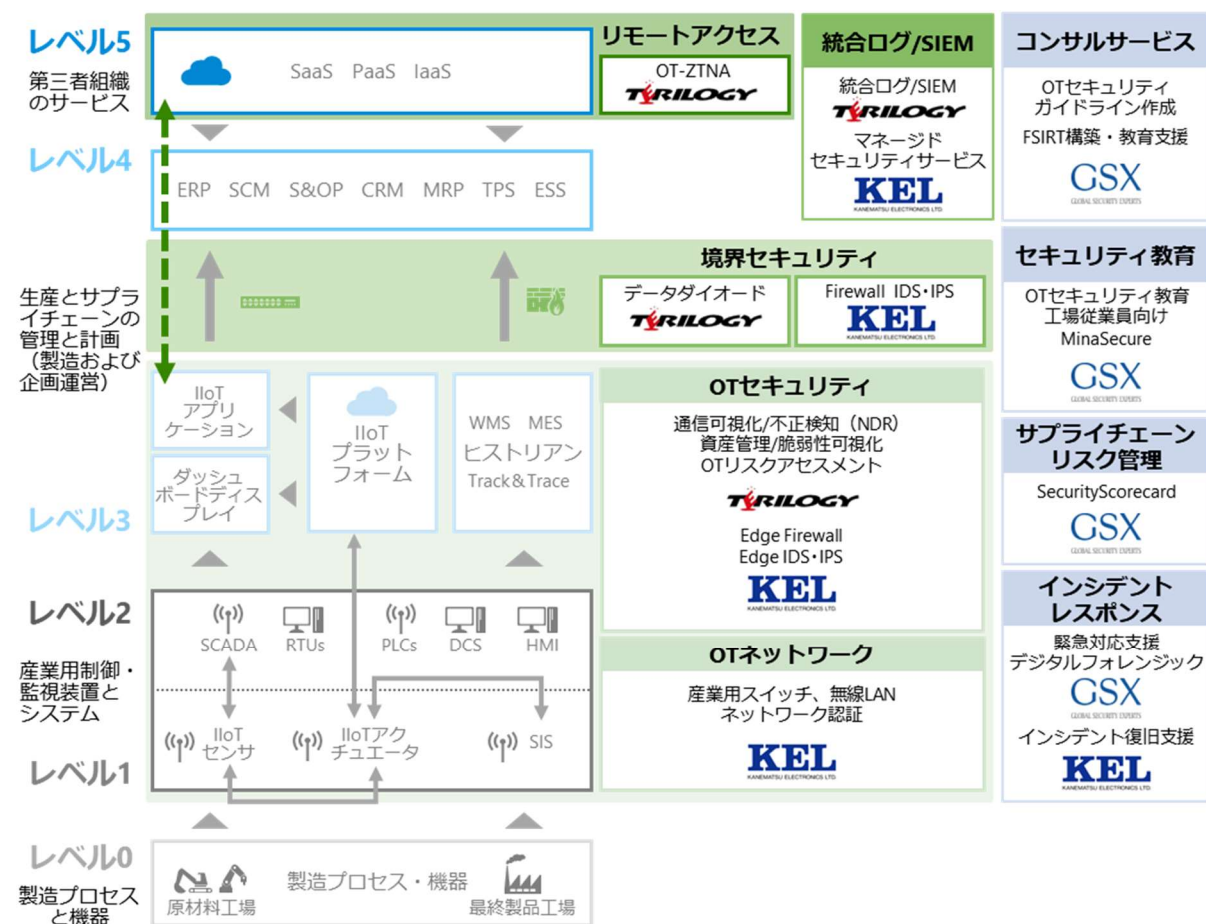 レベル5
第三者組織
のサービス
SaaS PaaS IaaS
リモートアクセス
OT-ZTNA
TERILOGY
統合ログ/SIEM
統合ログ/SIEM
TERILOGY
マネージド
セキュリティサービス
KEL
KANEMATSU ELECTRONICS LTD.
コンサルサービス
OTセキュリティ
ガイドライン作成
FSIRT構築・教育支援
GSX
GLOBAL SECURITY EXPERTS
レベル4
ERP SCM S&OP CRM MRP TPS ESS
生産とサプラ
イチェーンの
管理と計画
（製造および
企画運営）
境界セキュリティ
データダイオード
TERILOGY
Firewall IDS・IPS
KEL
KANEMATSU ELECTRONICS LTD.
セキュリティ教育
OTセキュリティ教育
工場従業員向け
MinaSecure
GSX
GLOBAL SECURITY EXPERTS
レベル3
IIoT
アプリ
ケーション
ダッシュ
ボードディス
プレイ
IIoT
プラット
フォーム
WMS MES
ヒストリアン
Track＆Trace
OTセキュリティ
通信可視化/不正検知（NDR）
資産管理/脆弱性可視化
OTリスクアセスメント
TERILOGY
Edge Firewall
Edge IDS・IPS
KEL
KANEMATSU ELECTRONICS LTD.
サプライチェーン
リスク管理
SecurityScorecard
GSX
GLOBAL SECURITY EXPERTS
レベル2
産業用制御・
監視装置と
システム
レベル1
SCADA RTUs PLCs DCS HMI
IIoT
センサ
IIoTアク
チュエータ
SIS
OTネットワーク
産業用スイッチ、無線LAN
ネットワーク認証
KEL
KANEMATSU ELECTRONICS LTD.
インシデント
レスポンス
緊急対応支援
デジタルフォレンジック
GSX
GLOBAL SECURITY EXPERTS
インシデント復旧支援
KEL
KANEMATSU ELECTRONICS LTD.
レベル0
製造プロセス
と機器
原材料工場
製造プロセス・機器
最終製品工場